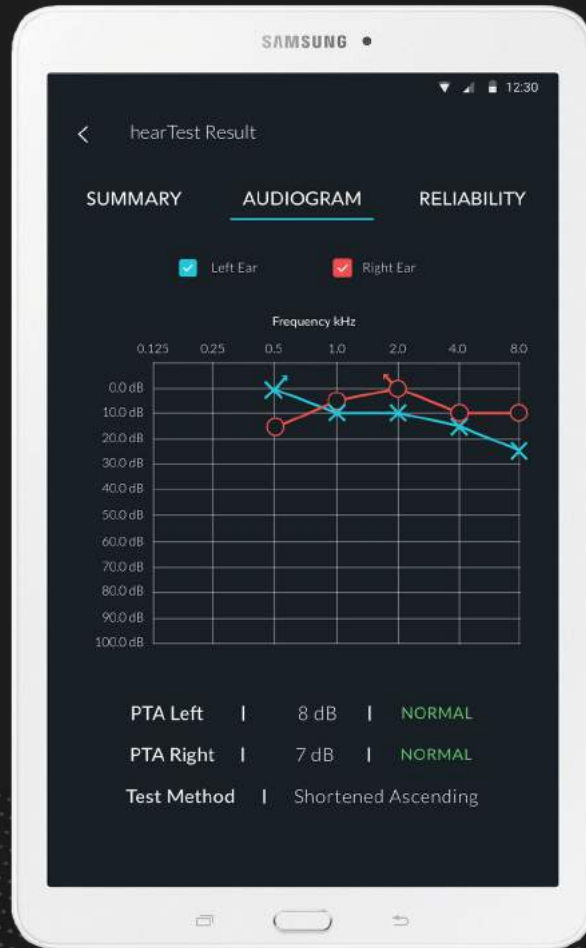 SAMSUNG
12:30
hearTest Result
SUMMARY AUDIOGRAM RELIABILITY
Left Ear Right Ear
Frequency kHz
0.125 0.25 0.5 1.0 2.0 4.0 8.0
0.0 dB
10.0 dB
20.0 dB
30.0 dB
40.0 dB
50.0 dB
60.0 dB
70.0 dB
80.0 dB
90.0 dB
100.0 dB
PTA Left | 8 dB | NORMAL
PTA Right | 7 dB | NORMAL
Test Method | Shortened Ascending